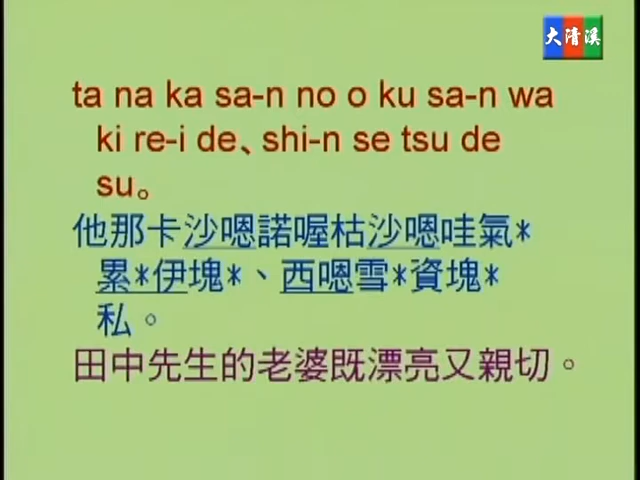 大清溪
ta na ka sa-n no o ku sa-n wa
ki re-i de、shi-n se tsu de
su。
他那卡沙嗯諾喔枯沙嗯哇氣*
累*伊塊*、西嗯雪*資塊*
私。
田中先生的老婆既漂亮又親切。